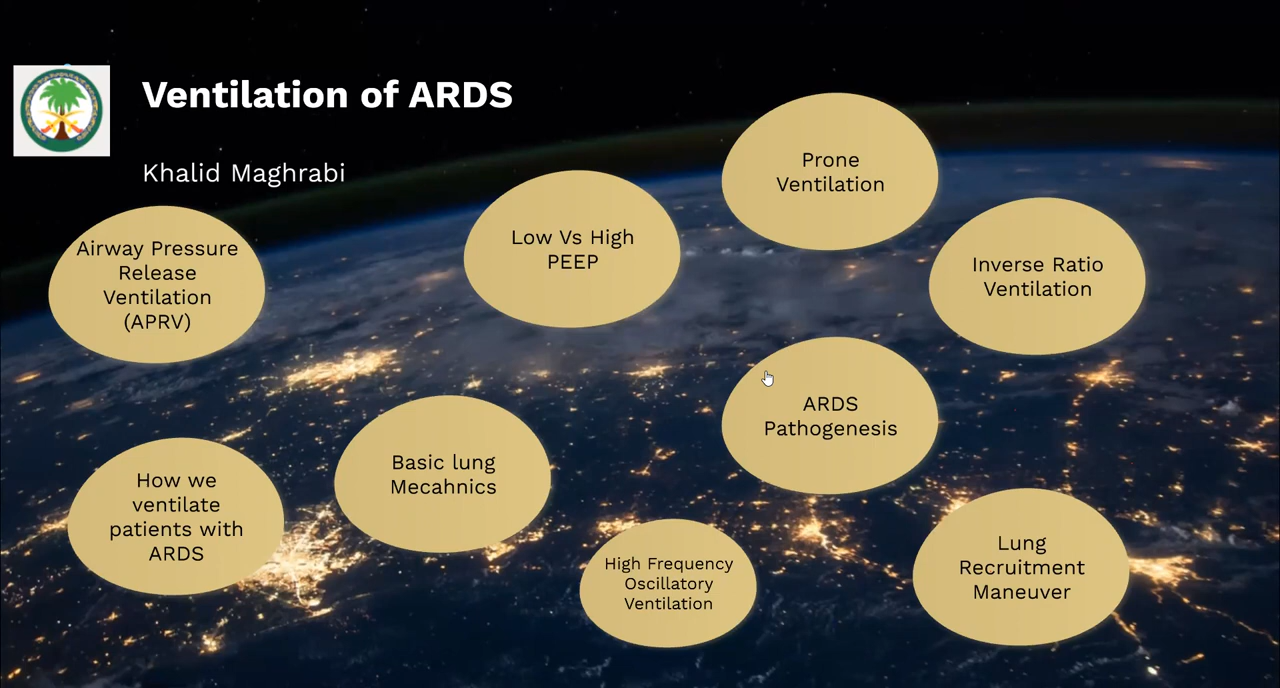 Ventilation of ARDS
Khalid Maghrabi
Airway Pressure
Release
Ventilation
(APRV)
Low Vs High
PEEP
Prone
Ventilation
Inverse Ratio
Ventilation
How we
ventilate
patients with
ARDS
Basic lung
Mecahnics
ARDS
Pathogenesis
High Frequency
Oscillatory
Ventilation
Lung
Recruitment
Maneuver